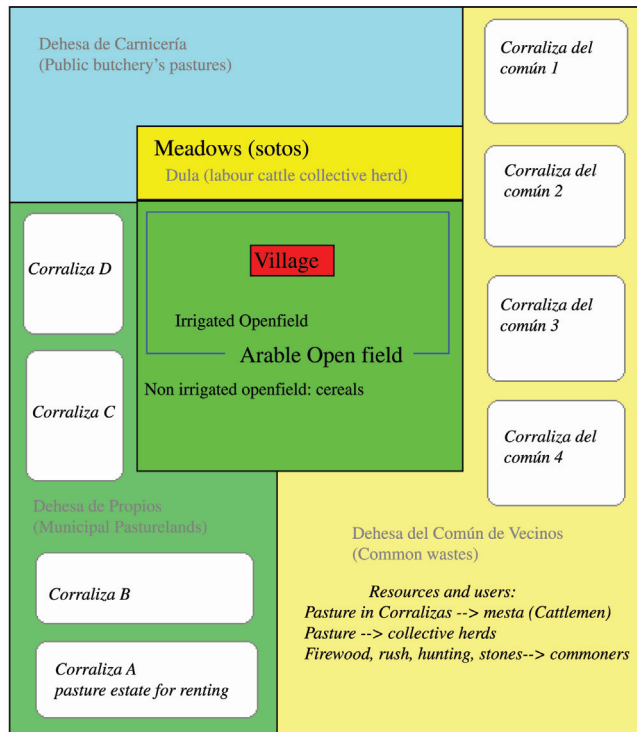 Dehesa de Carnicería
(Public butchery's pastures)
Corraliza del
común 1
Meadows (sotos)
Dula (labour cattle collective herd)
Corraliza del
común 2
Corraliza D
Village
Irrigated Openfield
Arable Open field
Non irrigated openfield: cereals
Corraliza del
común 3
Corraliza C
Corraliza del
común 4
Dehesa de Propios
(Municipal Pasturelands)
Dehesa del Común de Vecinos
(Common wastes)
Corraliza B
Corraliza A
pasture estate for renting
Resources and users:
Pasture in Corralizas --> mesta (Cattlemen)
Pasture --> collective herds
Firewood, rush, hunting, stones--> commoners